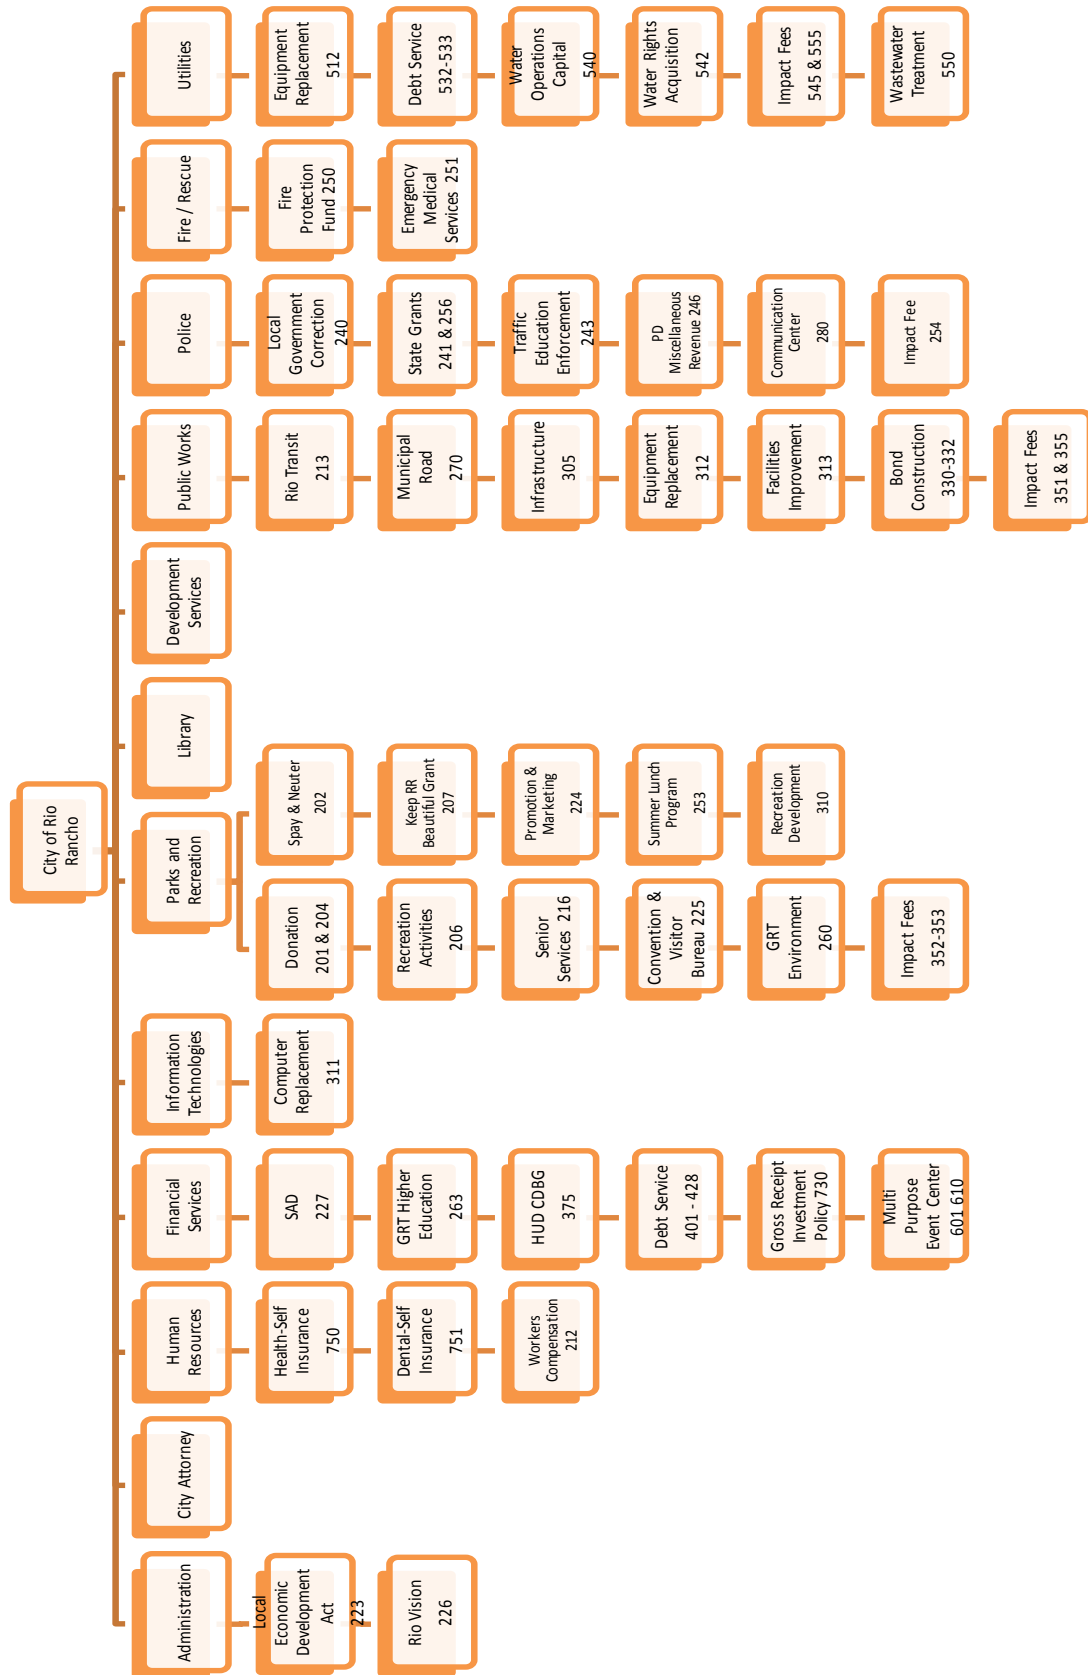 City of Rio
Rancho
Administration
Local
Economic
Development
Act
223
Rio Vision
226
City Attorney
Human
Resources
Health-Self
Insurance
750
Dental-Self
Insurance
751
Workers
Compensation
212
Financial
Services
SAD
227
GRT Higher
Education
263
HUD CDBG
375
Debt Service
401 - 428
Gross Receipt
Investment
Policy 730
Multi
Purpose
Event Center
601 610
Information
Technologies
Computer
Replacement
311
Parks and
Recreation
Donation
201 & 204
Recreation
Activities
206
Senior
Services 216
Convention &
Visitor
Bureau 225
GRT
Environment
260
Impact Fees
352-353
Spay & Neuter
202
Keep RR
Beautiful Grant
207
Promotion &
Marketing
224
Summer Lunch
Program
253
Recreation
Development
310
Library
Development
Services
Public Works
Rio Transit
213
Municipal
Road
270
Infrastructure
305
Equipment
Replacement
312
Facilities
Improvement
313
Bond
Construction
330-332
Impact Fees
351 & 355
Police
Local
Government
Correction
240
State Grants
241 & 256
Traffic
Education
Enforcement
243
PD
Miscellaneous
Revenue 246
Communication
Center
280
Impact Fee
254
Fire / Rescue
Fire
Protection
Fund 250
Emergency
Medical
Services 251
Utilities
Equipment
Replacement
512
Debt Service
532-533
Water
Operations
Capital
540
Water Rights
Acquisition
542
Impact Fees
545 & 555
Wastewater
Treatment
550